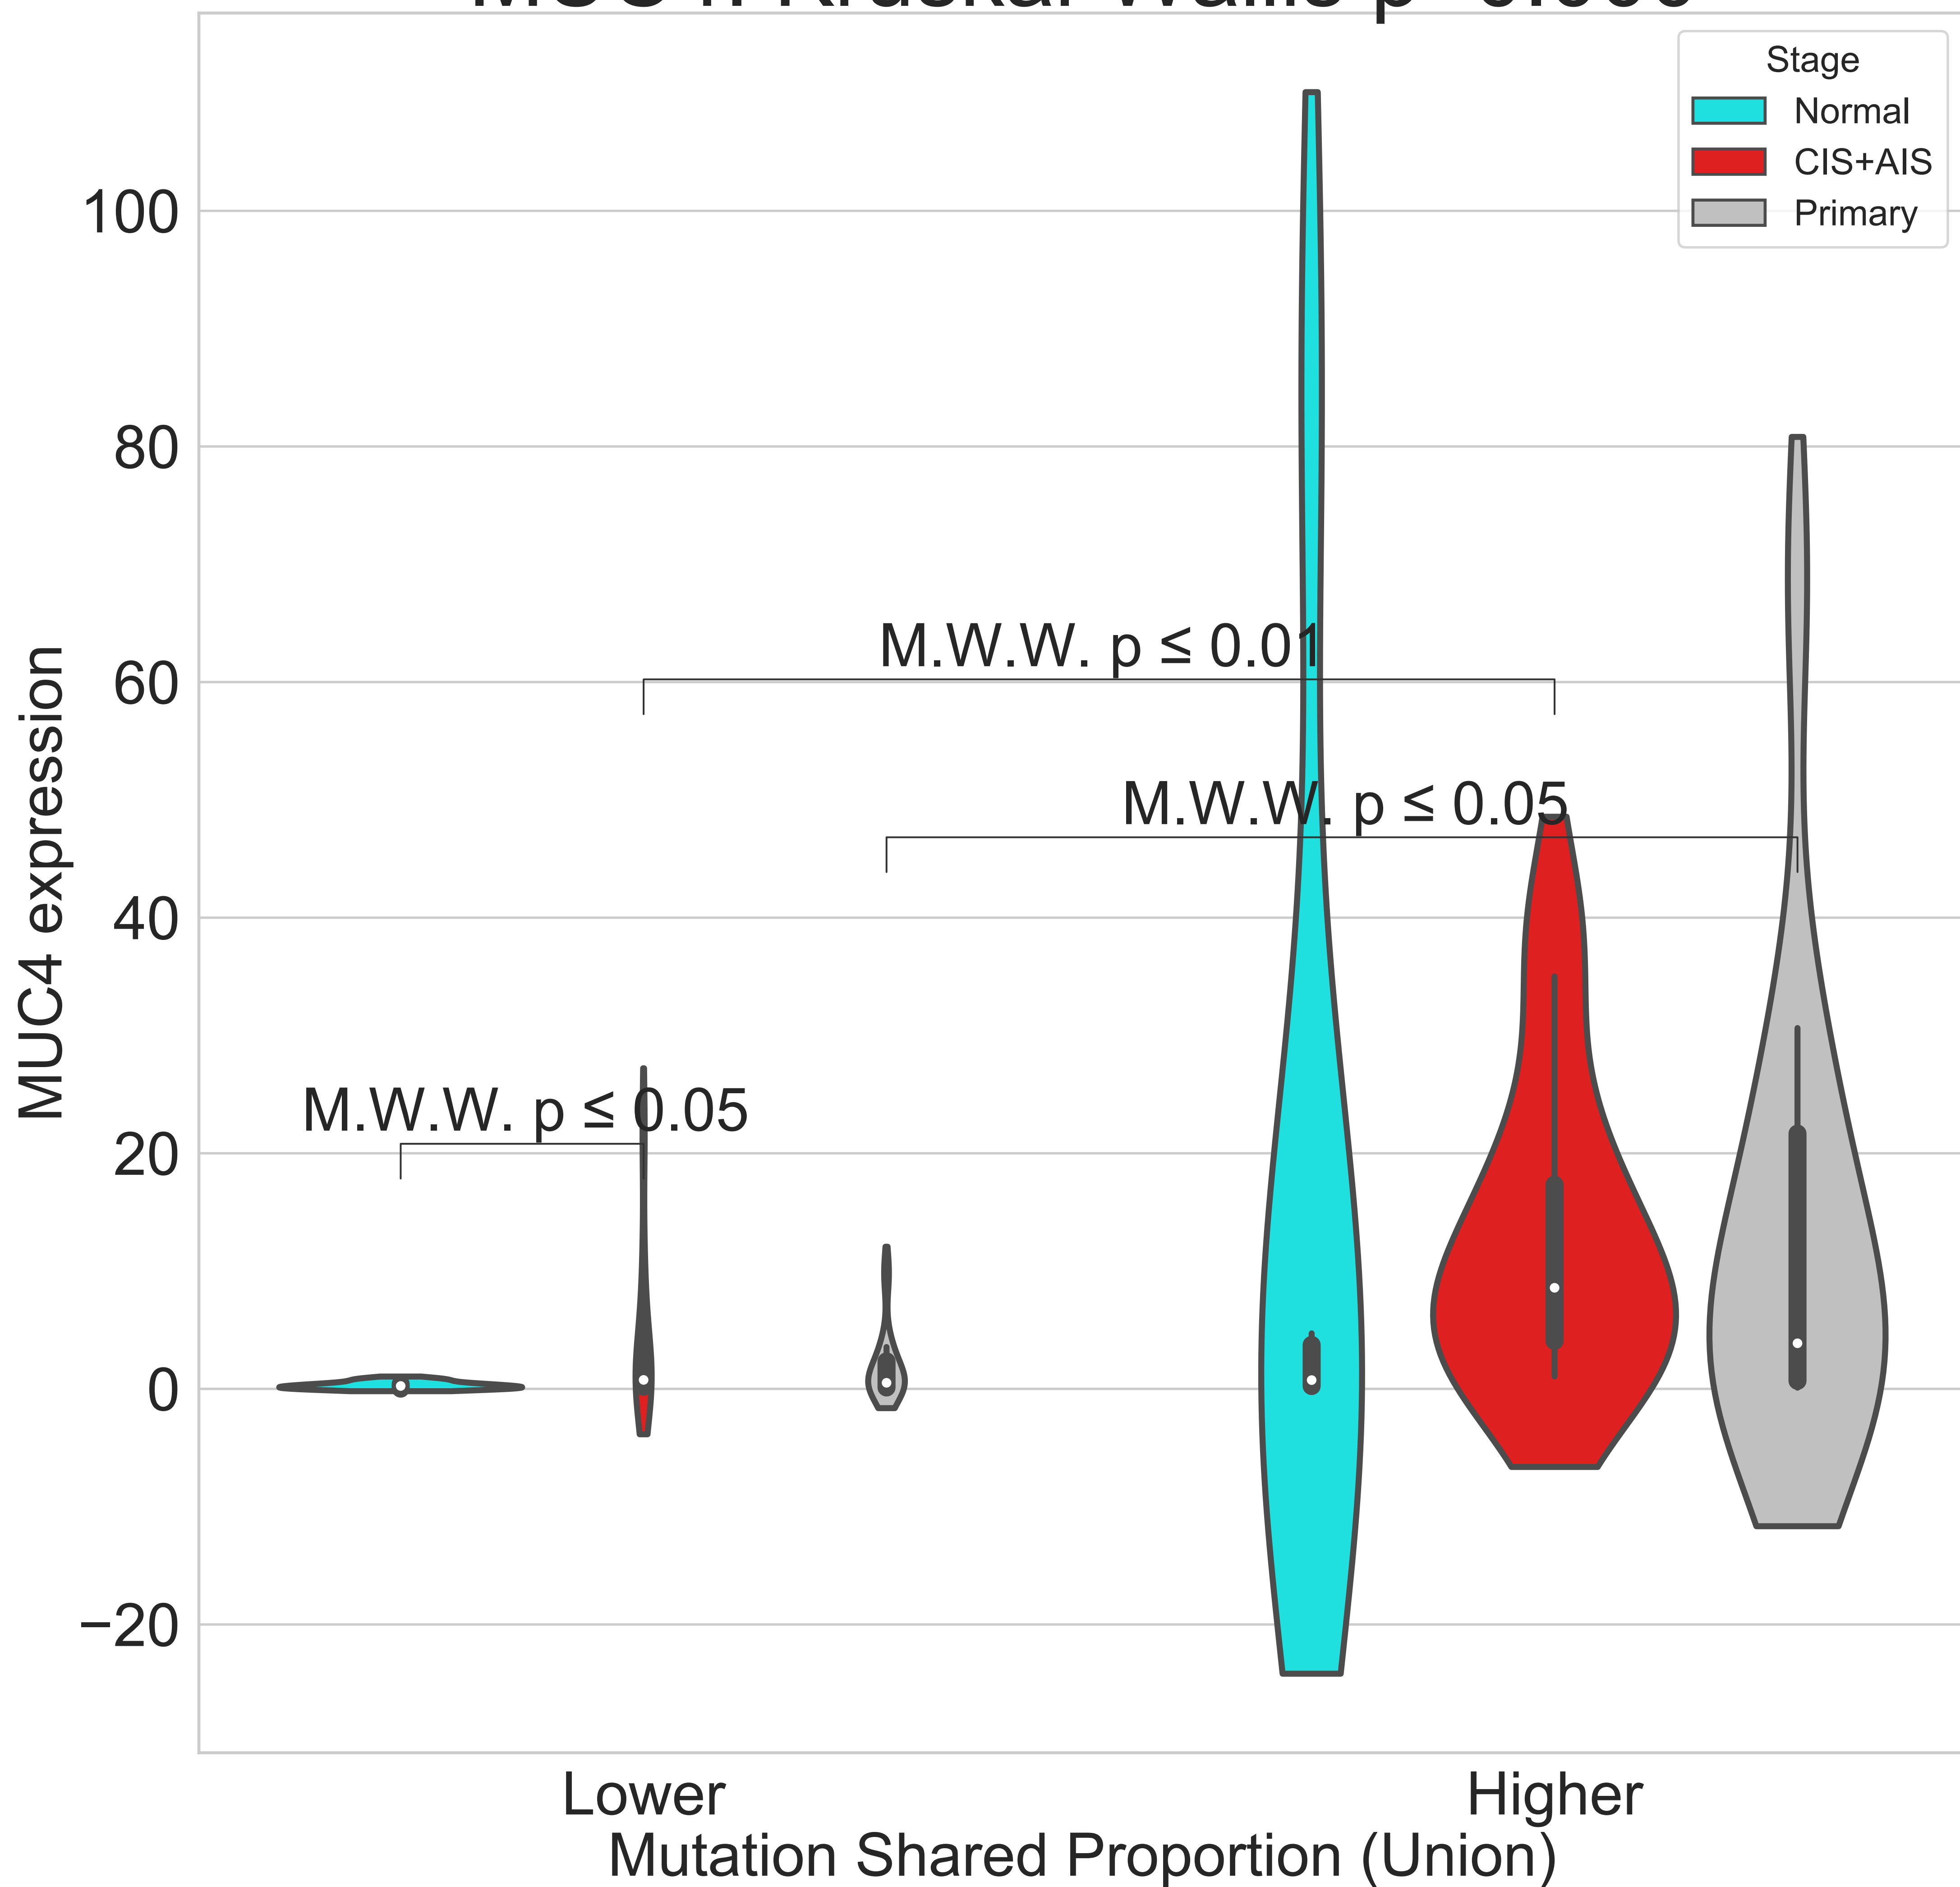 Stage
Normal
CIS+AIS
Primary
100
80
60
40
20
0
−20
MUC4 expression
M.W.W. p ≤ 0.01
M.W.W. p ≤ 0.05
M.W.W. p ≤ 0.05
Lower
Higher
Mutation Shared Proportion (Union)